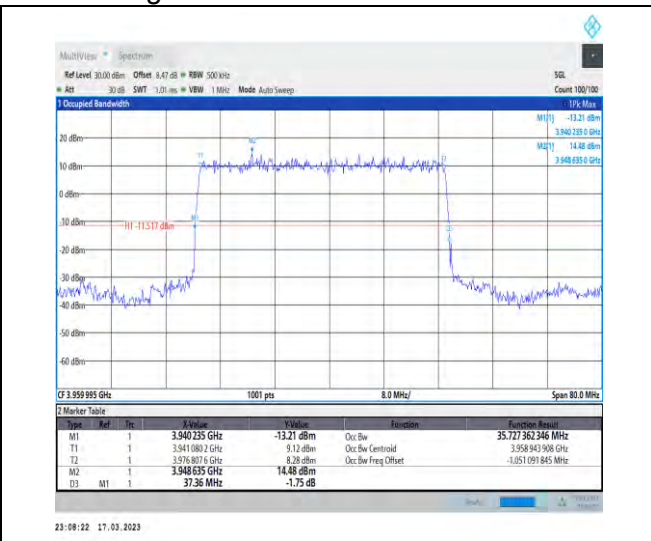 MultiView Spectrum
Ref Level 30.00 dBm Offset 8.47 dB RBW 500 kHz SGL
Att 30 dB SWT 1.01 ms VBW 1 MHz Mode Auto Sweep Count 100/100
1 Occupied Bandwidth 1Pk Max
M1[1] -13.21 dBm
3.940 235 0 GHz
M2[1] 14.48 dBm
3.948 635 0 GHz
20 dBm
M2
T1
T2
10 dBm
0 dBm
M1
-10 dBm
H1 -11.517 dBm
D3
-20 dBm
-30 dBm
-40 dBm
-50 dBm
-60 dBm
CF 3.959 995 GHz 1001 pts 8.0 MHz/ Span 80.0 MHz
2 Marker Table
Type Ref Trc X-Value Y-Value Function Function Result
M1 1 3.940 235 GHz -13.21 dBm Occ Bw 35.727 362 346 MHz
T1 1 3.941 080 2 GHz 9.12 dBm Occ Bw Centroid 3.958 943 908 GHz
T2 1 3.976 807 6 GHz 8.28 dBm Occ Bw Freq Offset -1.051 091 845 MHz
M2 1 3.948 635 GHz 14.48 dBm
D3 M1 1 37.36 MHz -1.75 dB
23:08:22 17.03.2023